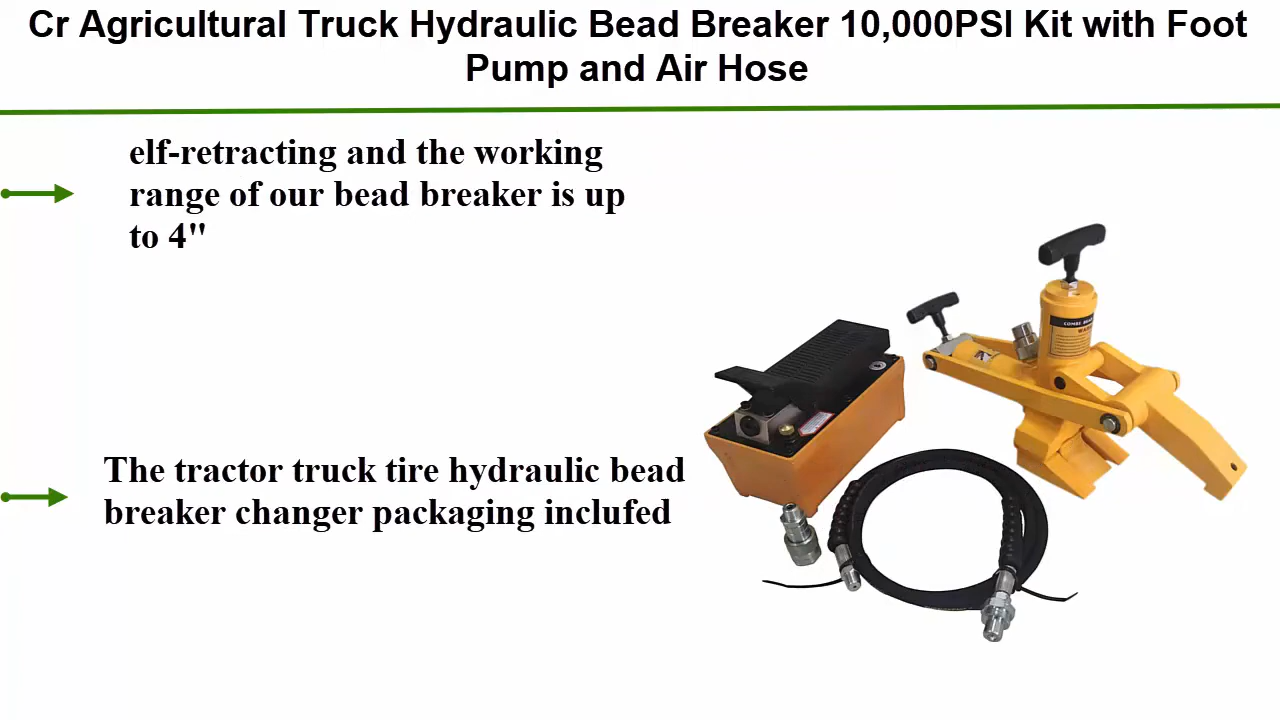 Cr Agricultural Truck Hydraulic Bead Breaker 10,000PSI Kit with Foot
Pump and Air Hose
elf-retracting and the working
range of our bead breaker is up
to 4"
The tractor truck tire hydraulic bead
breaker changer packaging inclufed